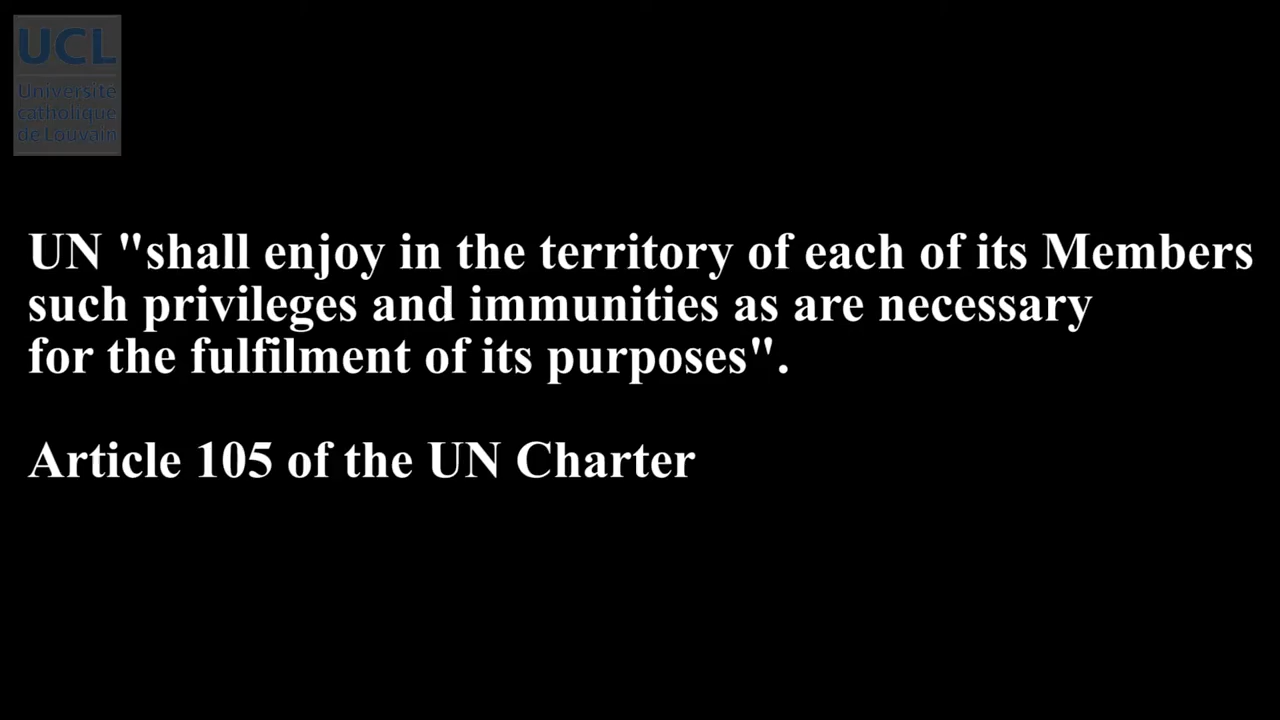 UCL
Université
catholique
de Louvain
UN "shall enjoy in the territory of each of its Members
such privileges and immunities as are necessary
for the fulfilment of its purposes".
Article 105 of the UN Charter